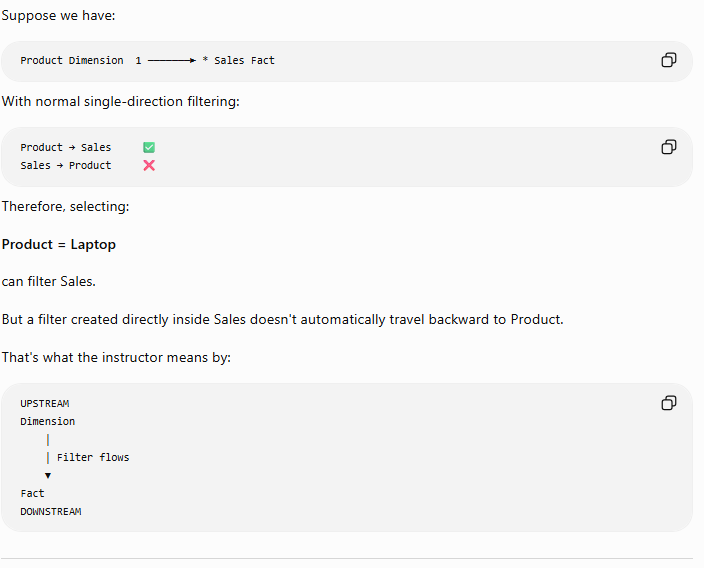 Suppose we have:
Product Dimension 1 ───────► * Sales Fact
With normal single-direction filtering:
Product → Sales ✅
Sales → Product ❌
Therefore, selecting:
Product = Laptop
can filter Sales.
But a filter created directly inside Sales doesn't automatically travel backward to Product.
That's what the instructor means by:
UPSTREAM
Dimension
│
│ Filter flows
▼
Fact
DOWNSTREAM